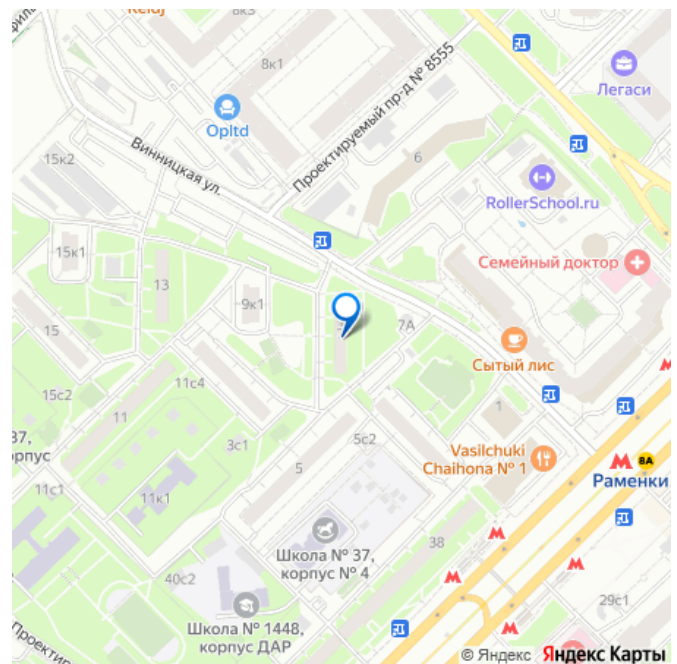 8к3
8к1
Проектируемый пр-д № 8555
Легаси
Opltd
15к2
Винницкая ул.
6
RollerSchool.ru
Семейный доктор
15к1
13
9к1
7А
15
Сытый лис
15с2
11с4
11
37,
3с1
5с2
1
Vasilchuki
Chaihona № 1
М 8А
Раменки
5
11с1
11к1
38
Школа № 37,
корпус № 4
40с2
29с1
Школа № 1448,
корпус ДАР
© Яндекс Яндекс Карты